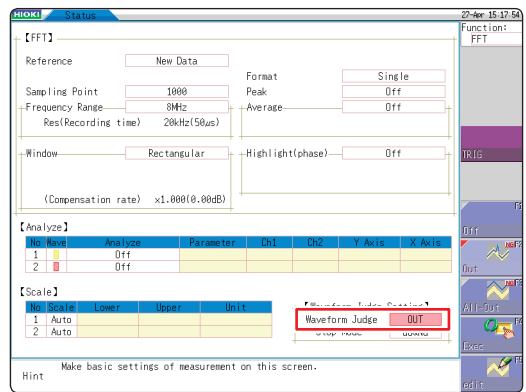 HIOKI Status 27-Apr 15:17:54
Function:
FFT
【FFT】
Reference New Data
Format Single
Sampling Point 1000 Peak Off
Frequency Range 8MHz Average Off
Res(Recording time) 20kHz(50µs)
Window Rectangular Highlight(phase) Off
TRIG
(Compensation rate) ×1.000(0.00dB)
【Analyze】
No Wave Analyze Parameter Ch1 Ch2 Y Axis X Axis
1 Off
2 Off
Off
Out
【Scale】
No Scale Lower Upper Unit
1 Auto
2 Auto
Waveform Judge OUT
All-Out
Exec
Hint Make basic settings of measurement on this screen.
edit